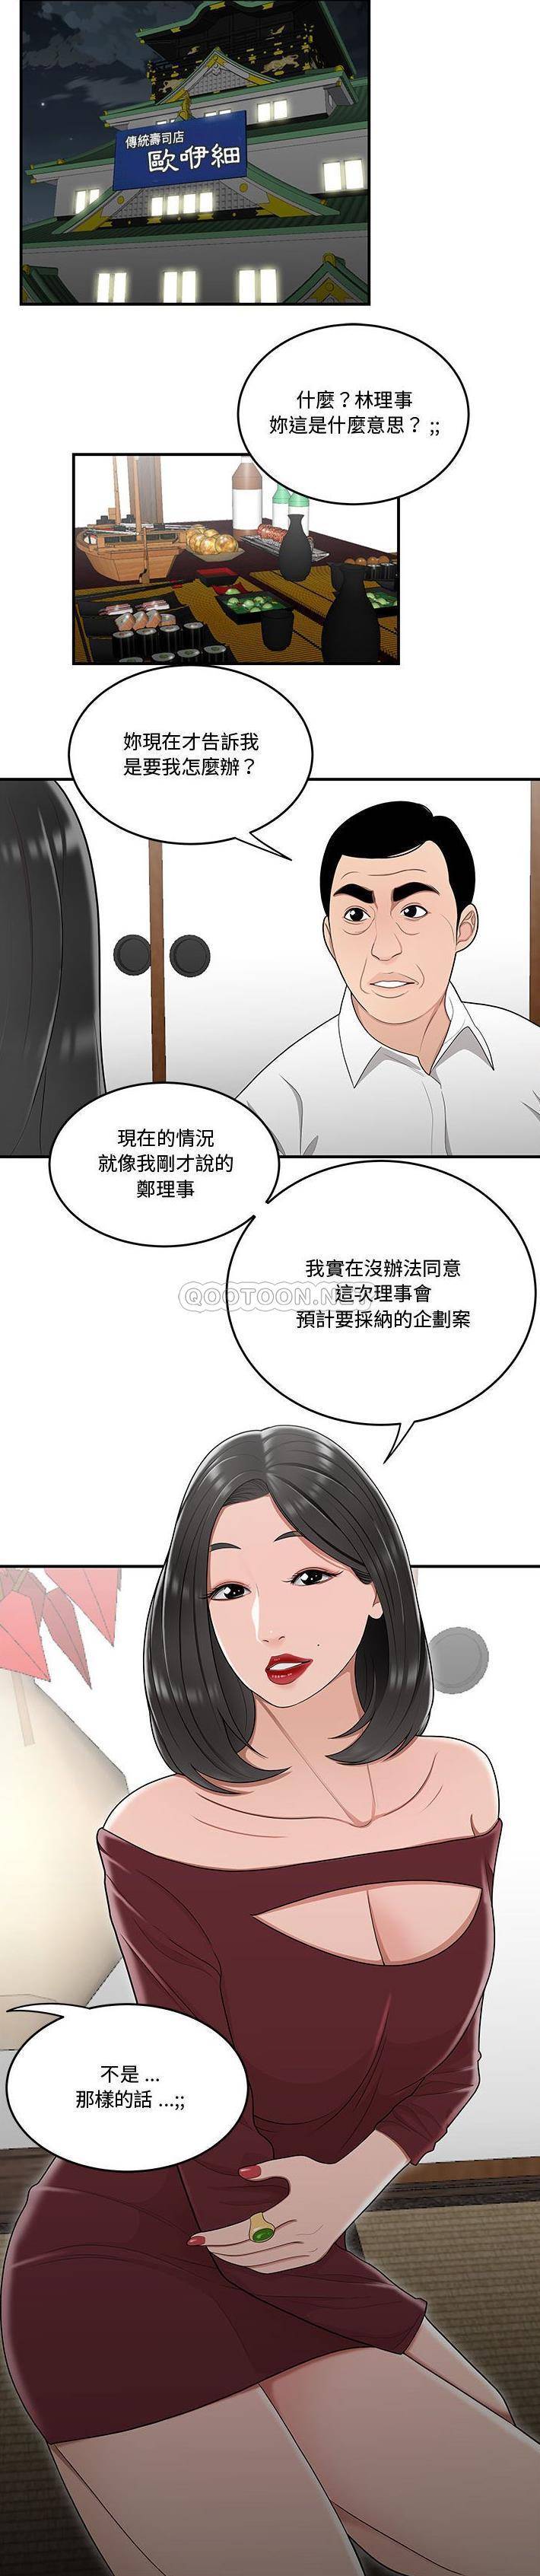 傳統壽司店
歐咿細
什麼？林理事
妳這是什麼意思？;;
妳現在才告訴我
是要我怎麼辦？
現在的情況
就像我剛才說的
鄭理事
我實在沒辦法同意
這次理事會
預計要採納的企劃案
QOOTOON.NET
不是 ...
那樣的話 ...;;